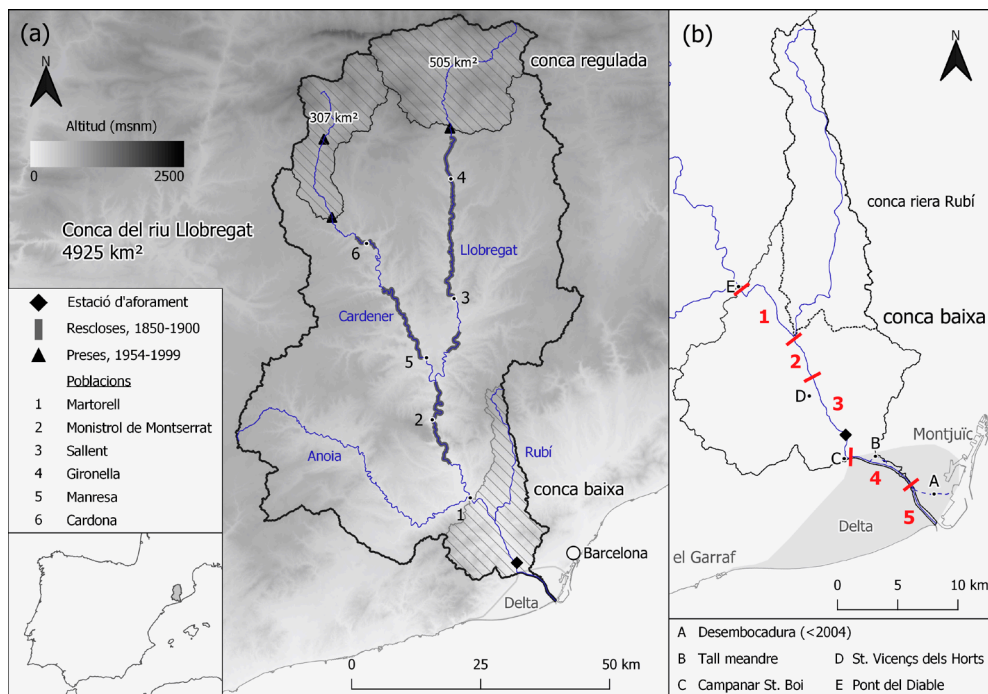 (a)
N
Altitud (msnm)
0
2500
505 km²
conca regulada
307 km²
Conca del riu Llobregat
4925 km²
4
Llobregat
6
3
Cardener
5
2
Anoia
Rubí
conca baixa
1
Barcelona
Delta
0
25
50 km
Estació d'aforament
Rescloses, 1850-1900
Preses, 1954-1999
Poblacions
1 Martorell
2 Monistrol de Montserrat
3 Sallent
4 Gironella
5 Manresa
6 Cardona
(b)
N
conca riera Rubí
E
conca baixa
1
2
D
3
Montjuïc
B
C
4
A
5
Delta
el Garraf
0
5
10 km
A Desembocadura (<2004)
B Tall meandre
D St. Vicençs dels Horts
C Campanar St. Boi
E Pont del Diable